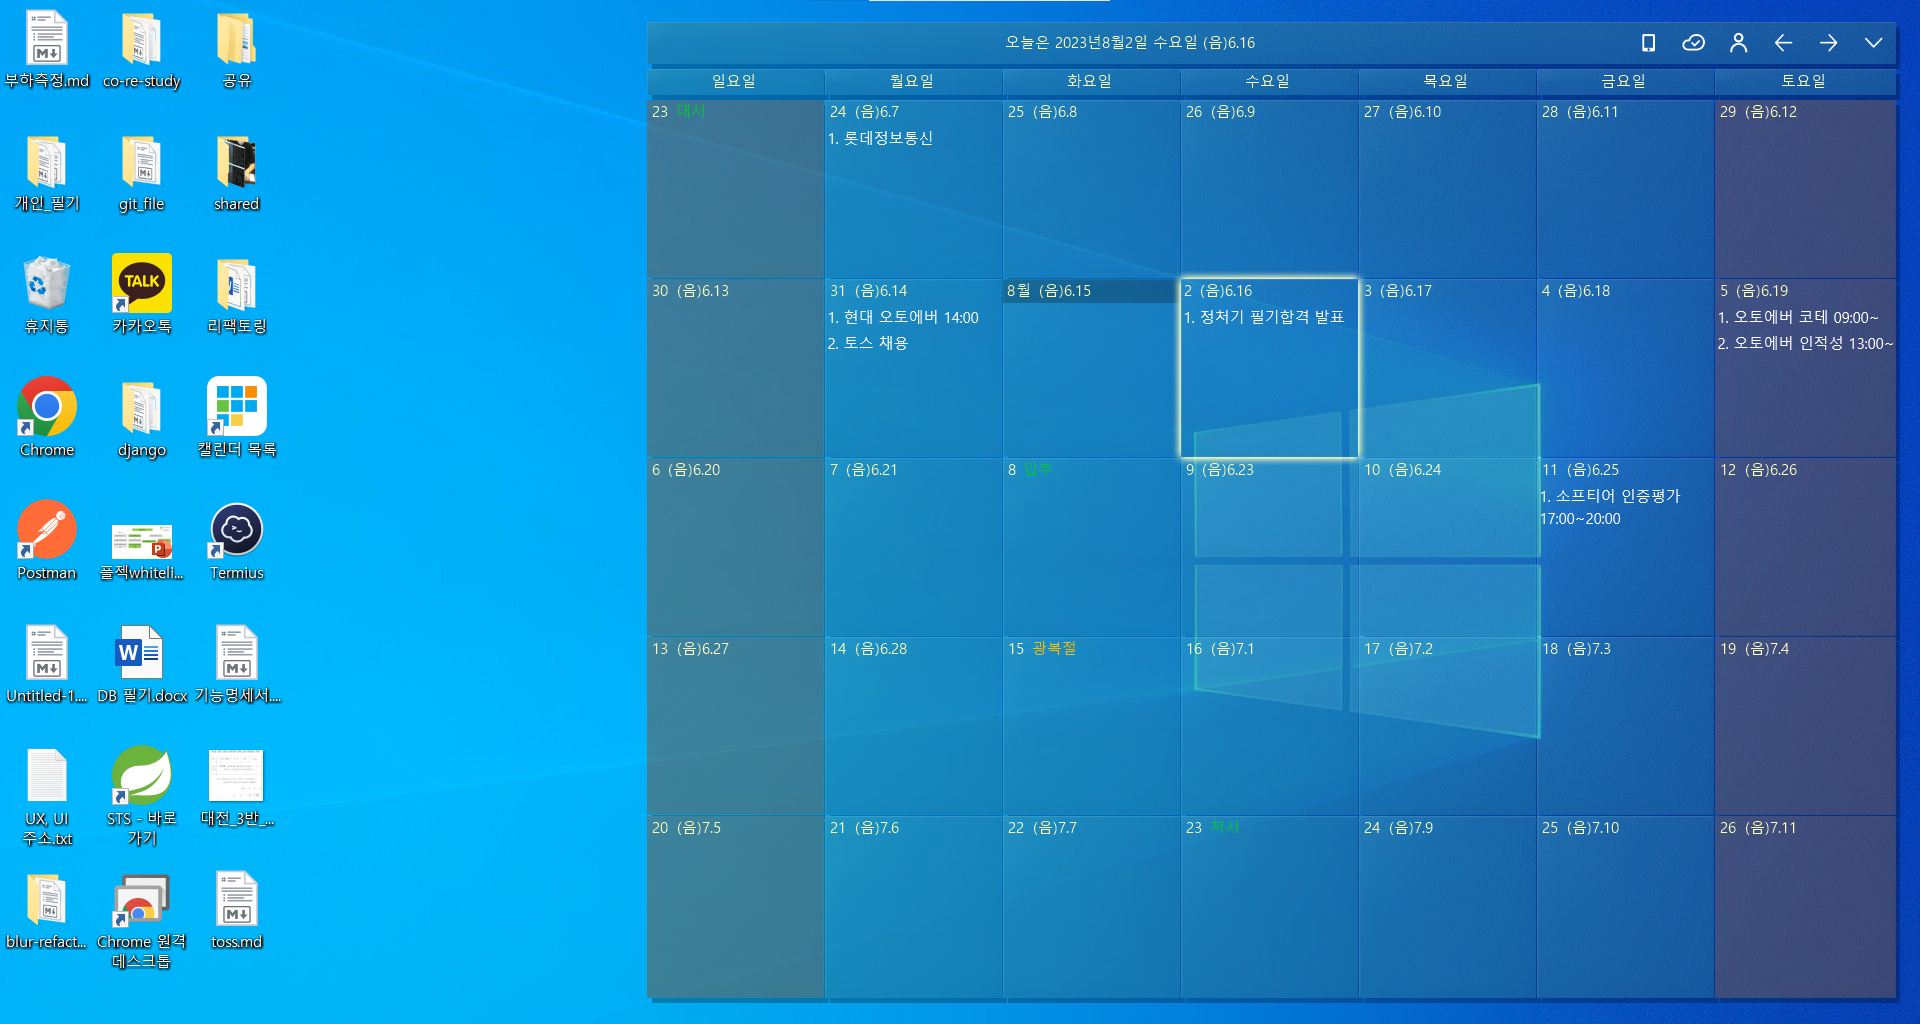 부하측정.md
co-re-study
공유
개인_필기
git_file
shared
휴지통
TALK
카카오톡
리팩토링
Chrome
django
캘린더 목록
Postman
플젝whiteli...
Termius
Untitled-1....
DB 필기.docx
기능명세서....
UX, UI
주소.txt
STS - 바로
가기
대전_3반_...
blur-refact...
Chrome 원격
데스크톱
toss.md
오늘은 2023년8월2일 수요일 (음)6.16
일요일 월요일 화요일 수요일 목요일 금요일 토요일
23 대서 24 (음)6.7 25 (음)6.8 26 (음)6.9 27 (음)6.10 28 (음)6.11 29 (음)6.12
1. 롯데정보통신
30 (음)6.13 31 (음)6.14 8월 (음)6.15 2 (음)6.16 3 (음)6.17 4 (음)6.18 5 (음)6.19
1. 현대 오토에버 14:00 1. 정처기 필기합격 발표 1. 오토에버 코테 09:00~
2. 토스 채용 2. 오토에버 인적성 13:00~
6 (음)6.20 7 (음)6.21 8 입추 9 (음)6.23 10 (음)6.24 11 (음)6.25 12 (음)6.26
1. 소프티어 인증평가
17:00~20:00
13 (음)6.27 14 (음)6.28 15 광복절 16 (음)7.1 17 (음)7.2 18 (음)7.3 19 (음)7.4
20 (음)7.5 21 (음)7.6 22 (음)7.7 23 처서 24 (음)7.9 25 (음)7.10 26 (음)7.11